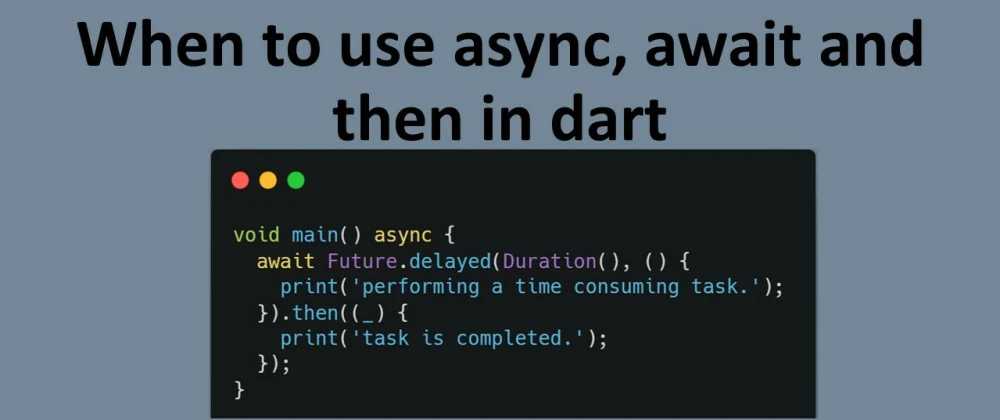 When to use async, await and
then in dart
void main() async {
  await Future.delayed(Duration(), () {
    print('performing a time consuming task.');
  }).then((_) {
    print('task is completed.');
  });
}